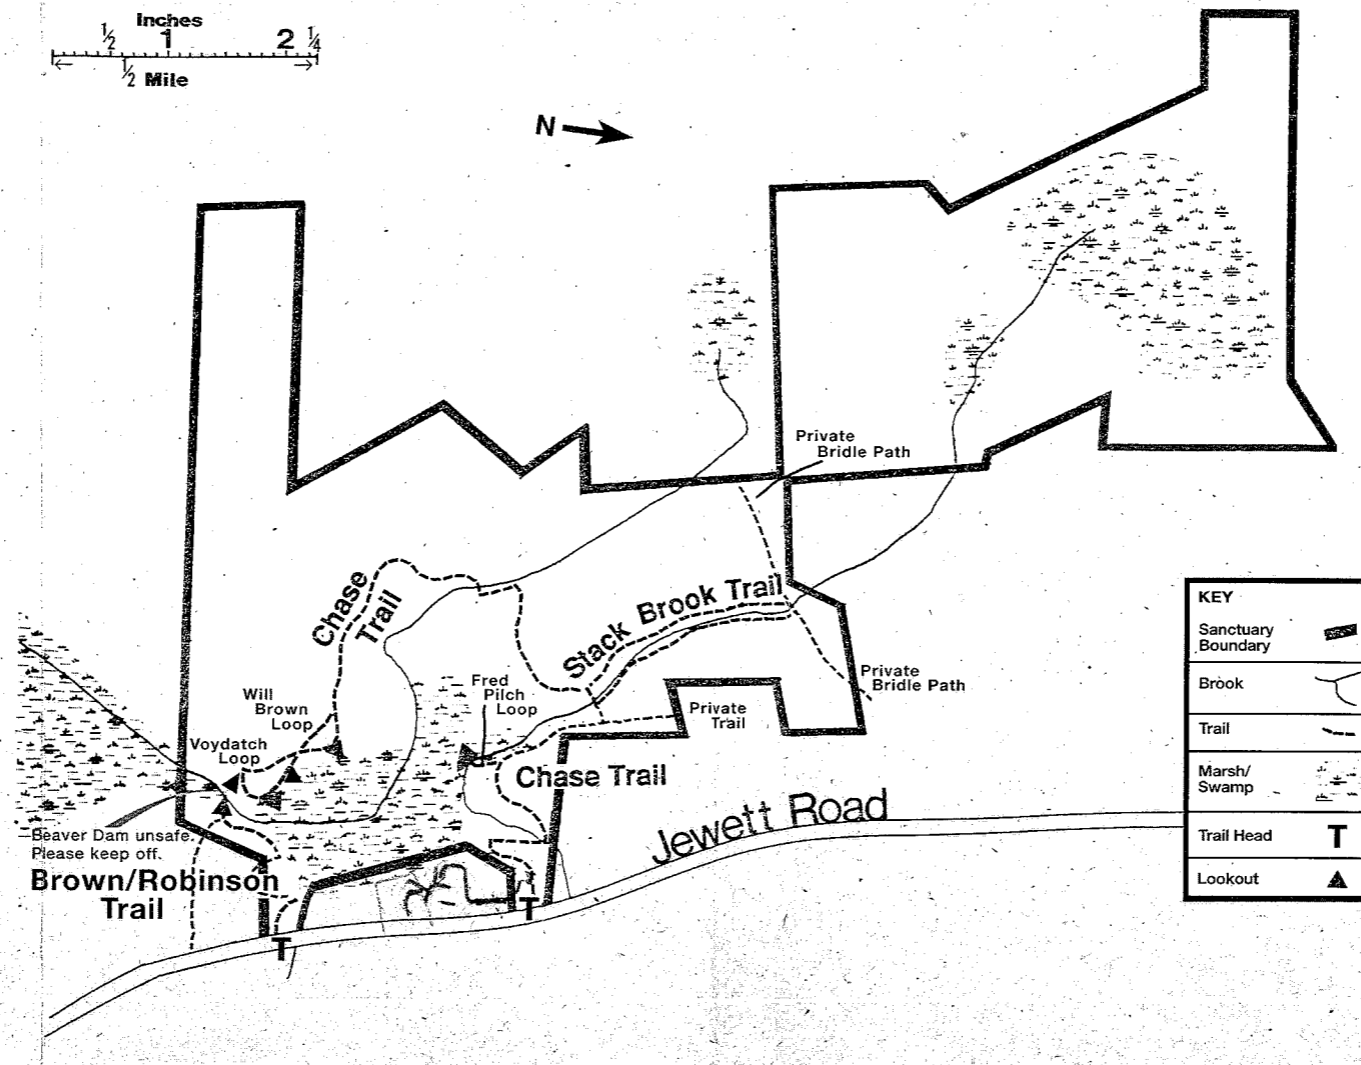 Inches
1/2 1 2 1/4
1/2 Mile
N
Private
Bridle Path
Chase
Trail
Stack Brook Trail
Fred
Pilch
Loop
Will
Brown
Loop
Voydatch
Loop
Private
Bridle Path
Private
Trail
Chase Trail
Jewett Road
Beaver Dam unsafe.
Please keep off.
Brown/Robinson
Trail
T
T
KEY
Sanctuary
Boundary
Brook
Trail
Marsh/
Swamp
Trail Head T
Lookout